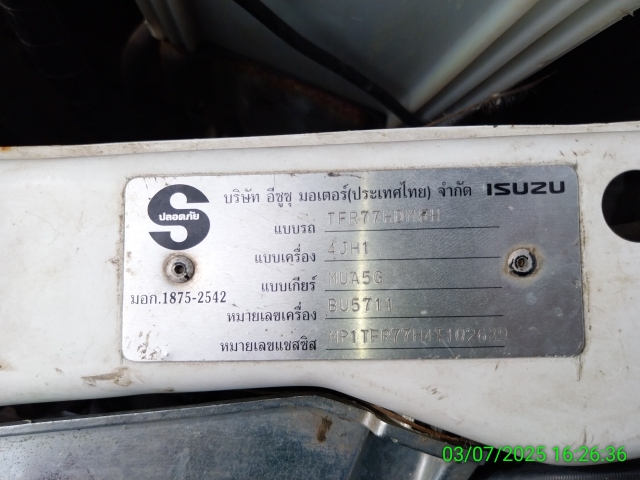 บริษัท อีซูซุ มอเตอร์(ประเทศไทย) จำกัด ISUZU
S
ปลอดภัย
มอก.1875-2542
แบบรถ
แบบเครื่อง 4JH1
แบบเกียร์ MUA5G
หมายเลขเครื่อง BU5711
หมายเลขแชสซิส
03/07/2025 16:26:36